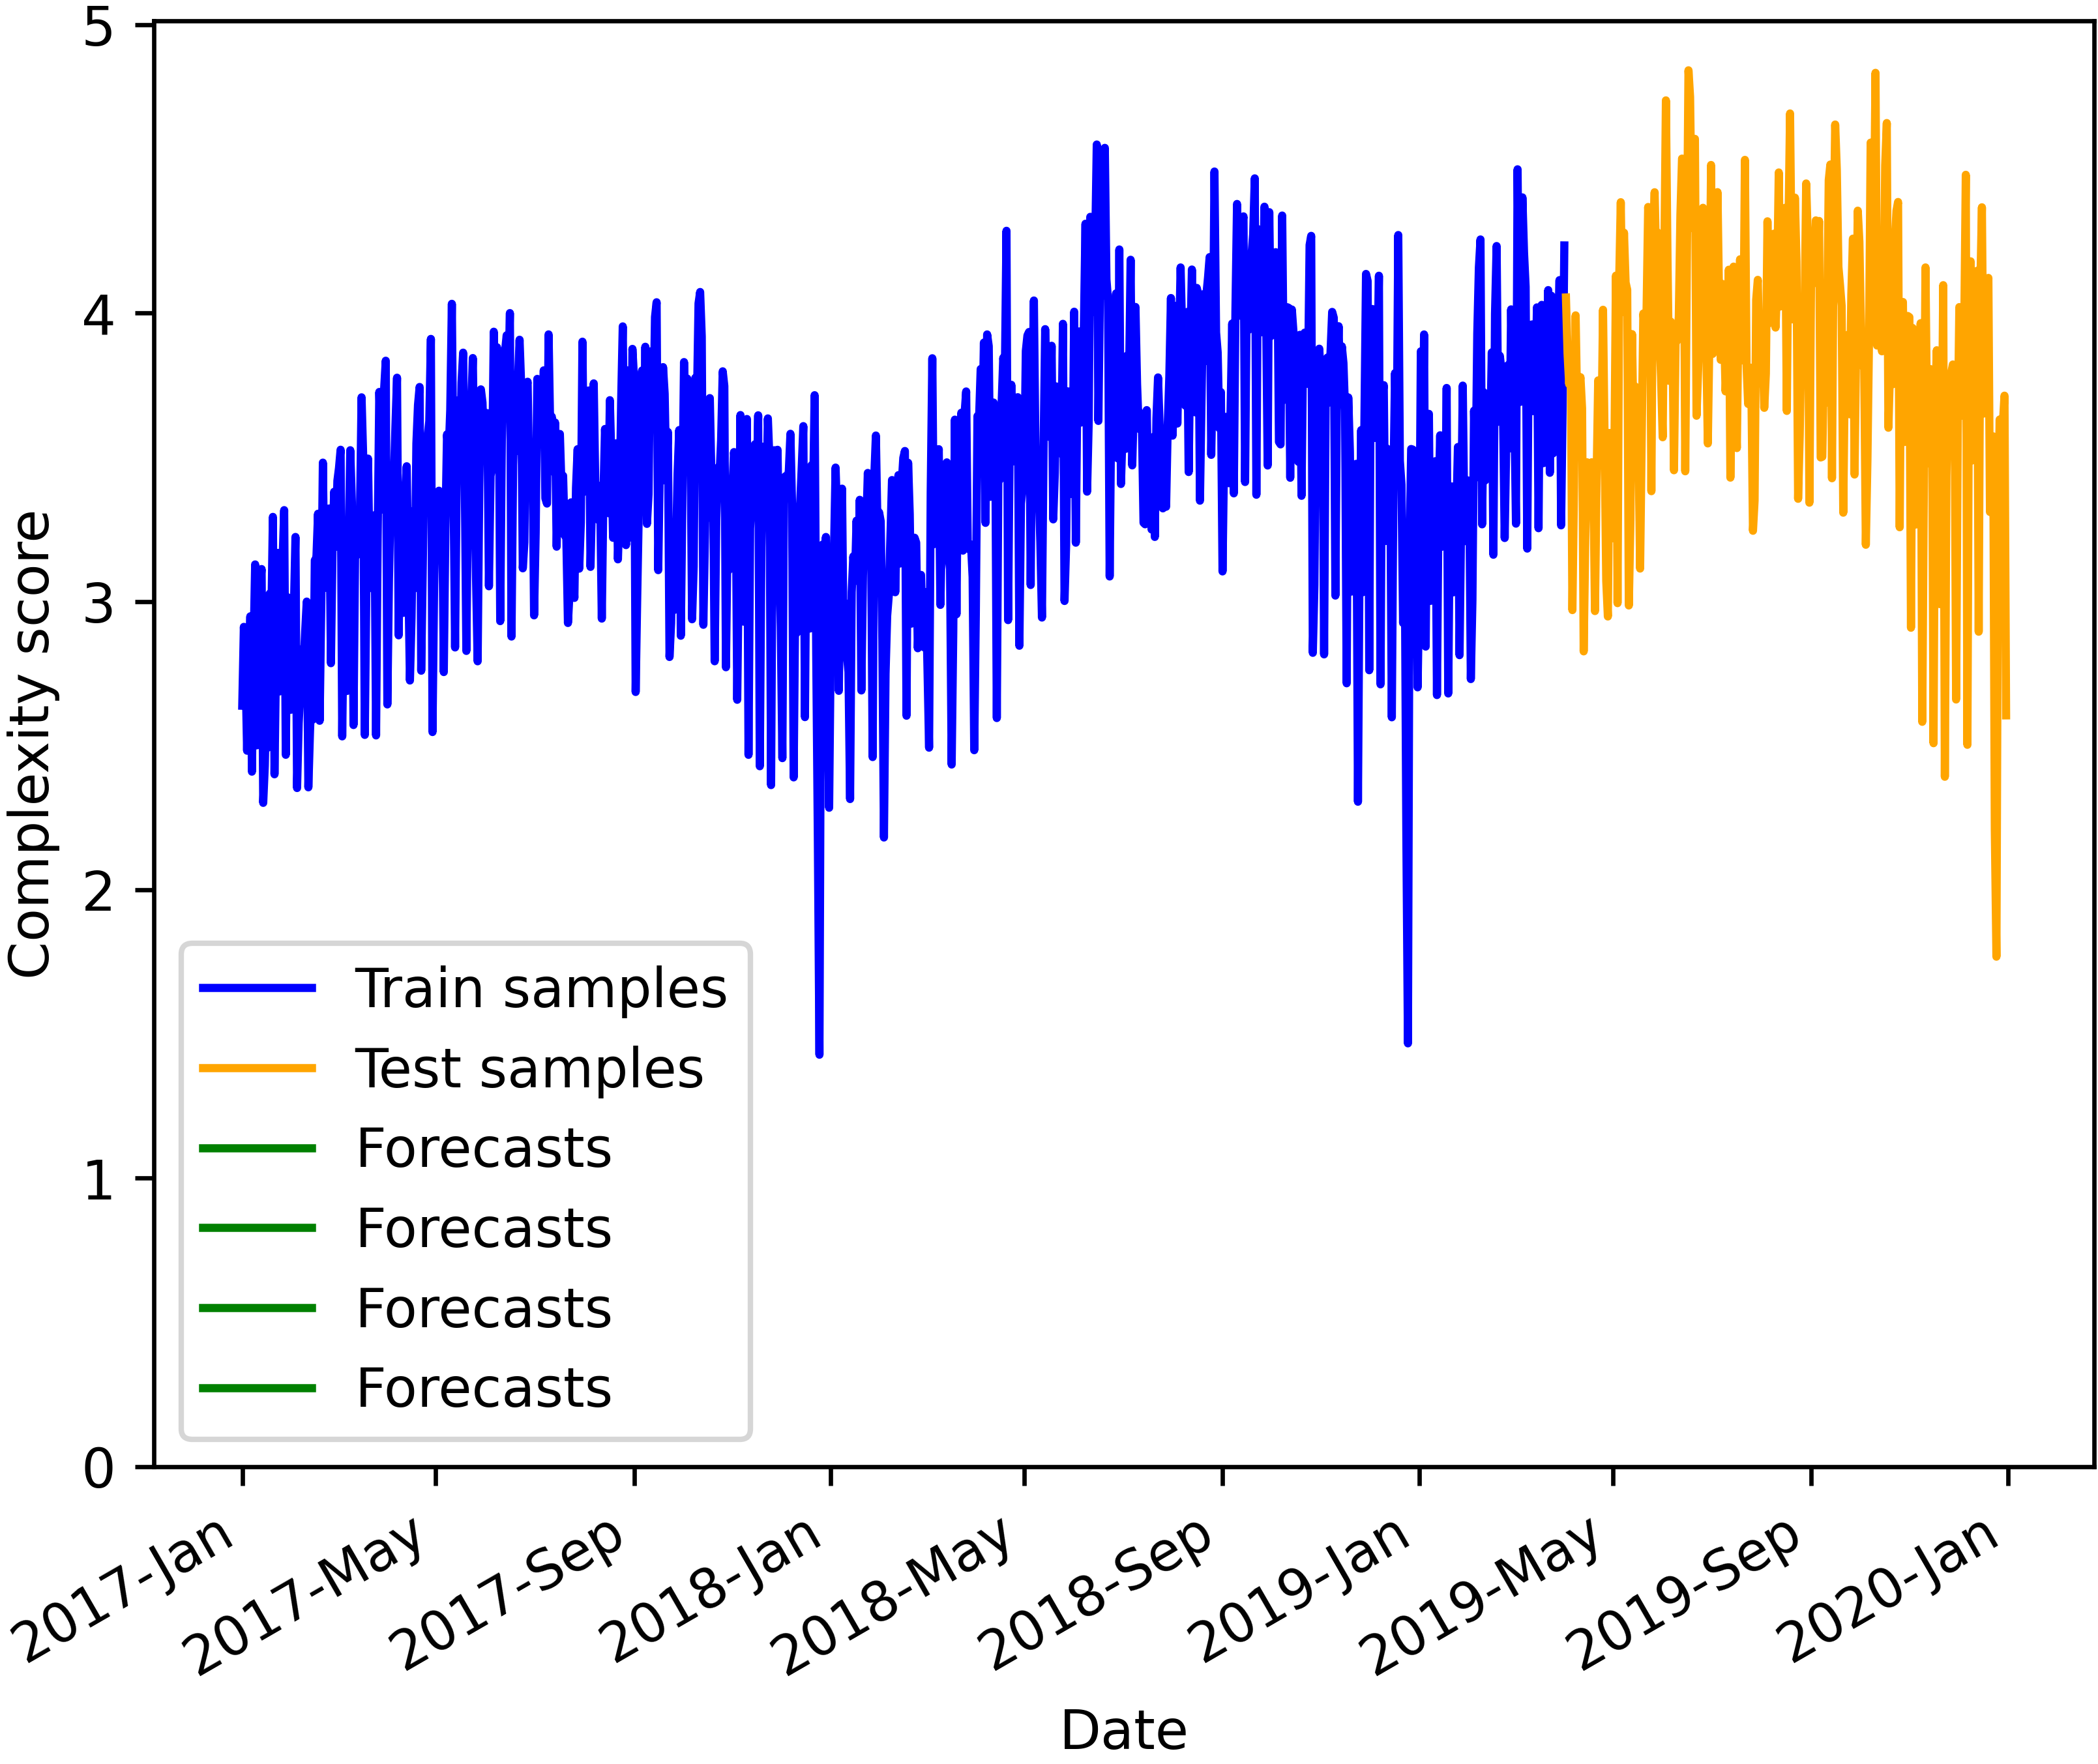 5
4
3
2
1
0
Complexity score
Train samples
Test samples
Forecasts
Forecasts
Forecasts
Forecasts
2017-Jan
2017-May
2017-Sep
2018-Jan
2018-May
2018-Sep
2019-Jan
2019-May
2019-Sep
2020-Jan
Date